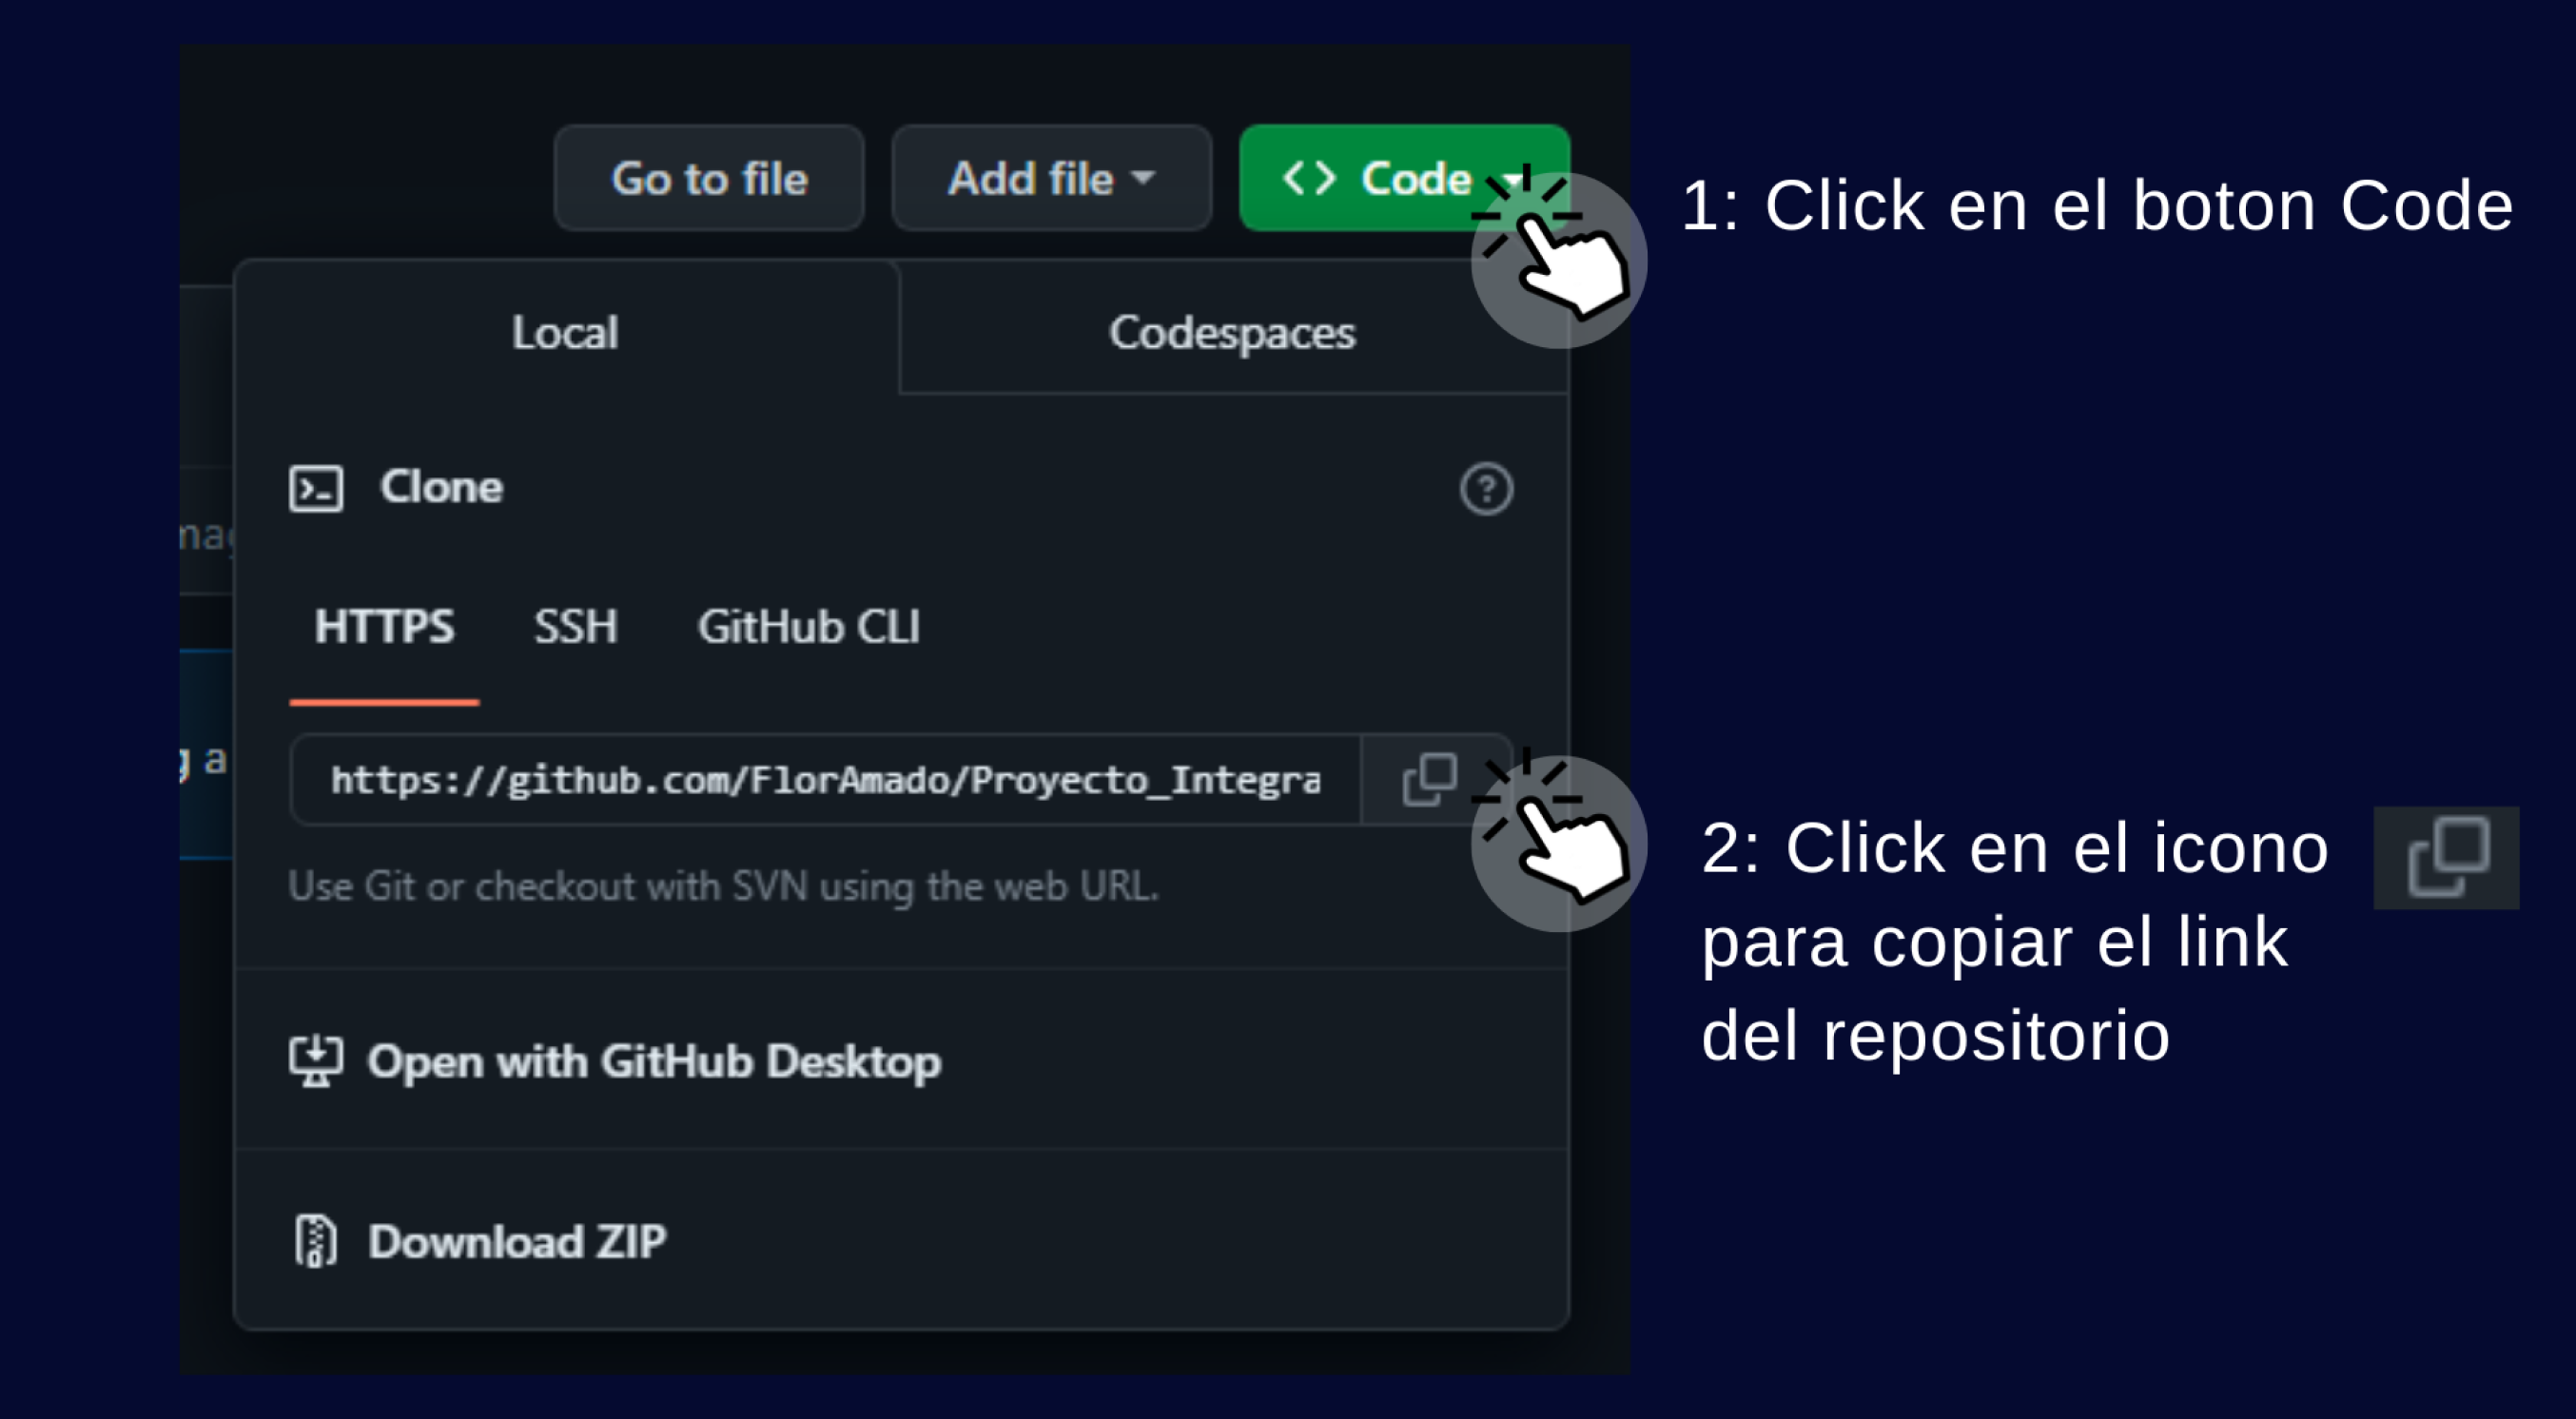 Go to file
Add file
<> Code
1: Click en el boton Code
Local
Codespaces
Clone
HTTPS
SSH
GitHub CLI
g a
https://github.com/FlorAmado/Proyecto_Integra
Use Git or checkout with SVN using the web URL.
2: Click en el icono
para copiar el link
del repositorio
Open with GitHub Desktop
Download ZIP